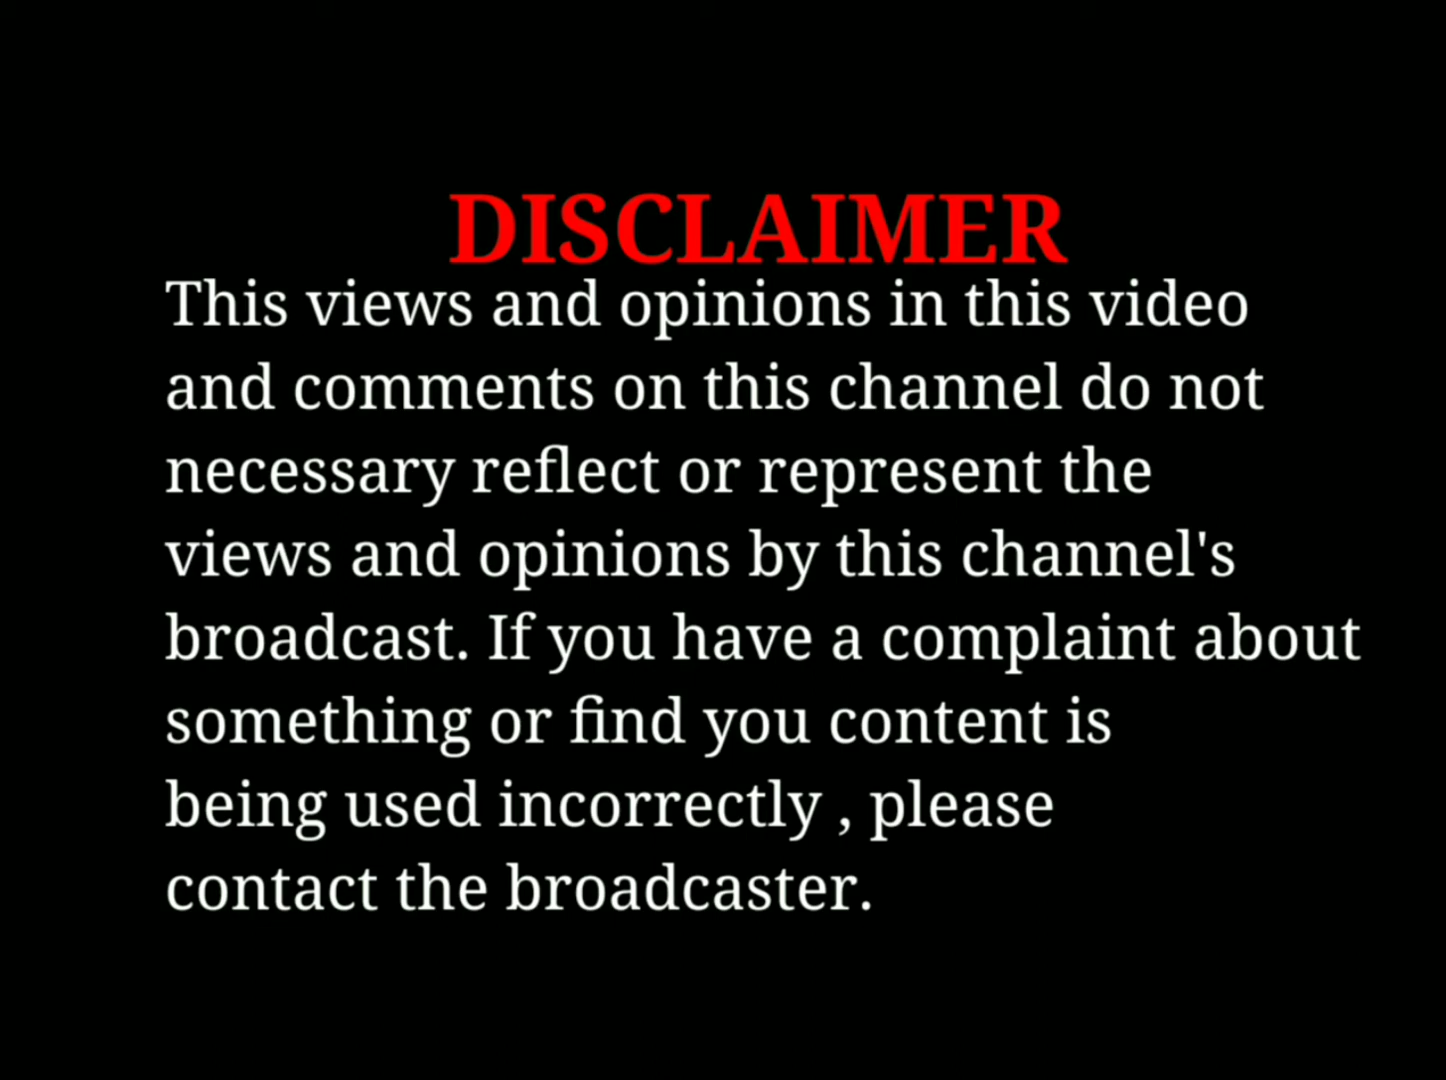 DISCLAIMER
This views and opinions in this video
and comments on this channel do not
necessary reflect or represent the
views and opinions by this channel's
broadcast. If you have a complaint about
something or find you content is
being used incorrectly , please
contact the broadcaster.